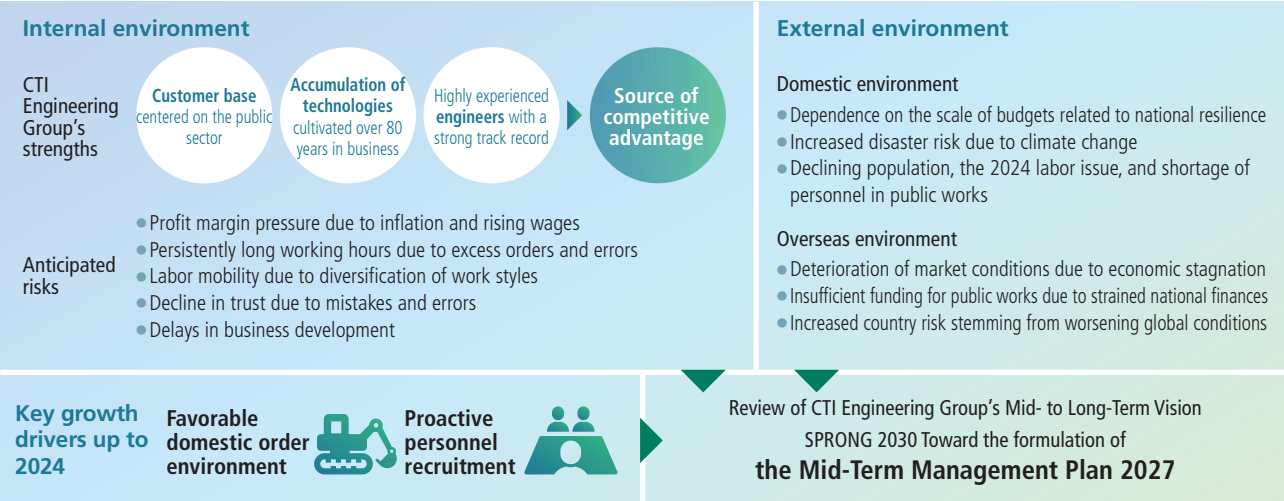 Internal environment
CTI
Engineering
Group's
strengths
Customer base
centered on the public
sector
Accumulation of
technologies
cultivated over 80
years in business
Highly experienced
engineers with a
strong track record
Source of
competitive
advantage
Anticipated
risks
Profit margin pressure due to inflation and rising wages
Persistently long working hours due to excess orders and errors
Labor mobility due to diversification of work styles
Decline in trust due to mistakes and errors
Delays in business development
External environment
Domestic environment
Dependence on the scale of budgets related to national resilience
Increased disaster risk due to climate change
Declining population, the 2024 labor issue, and shortage of
personnel in public works
Overseas environment
Deterioration of market conditions due to economic stagnation
Insufficient funding for public works due to strained national finances
Increased country risk stemming from worsening global conditions
Key growth
drivers up to
2024
Favorable
domestic order
environment
Proactive
personnel
recruitment
Review of CTI Engineering Group's Mid- to Long-Term Vision
SPRONG 2030 Toward the formulation of
the Mid-Term Management Plan 2027